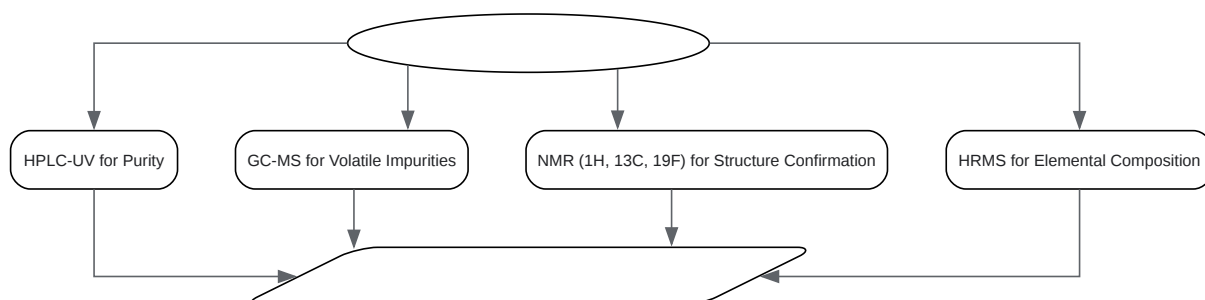 HPLC-UV for Purity
GC-MS for Volatile Impurities
NMR (1H, 13C, 19F) for Structure Confirmation
HRMS for Elemental Composition